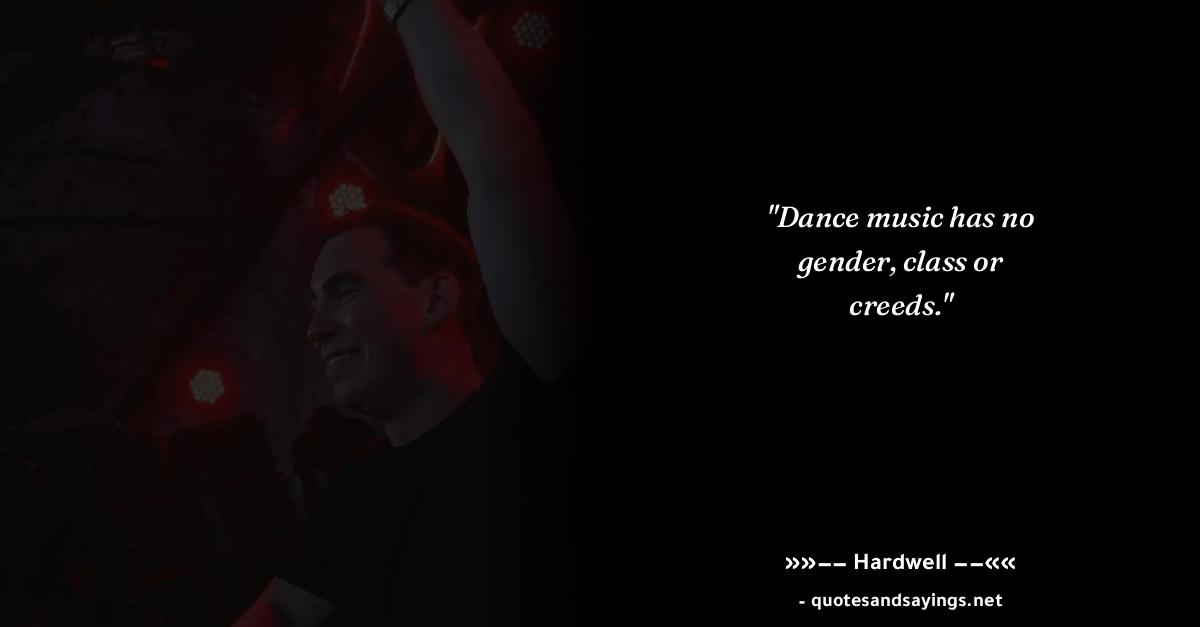 "Dance music has no
gender, class or
creeds."
»»–– Hardwell ––««
- quotesandsayings.net